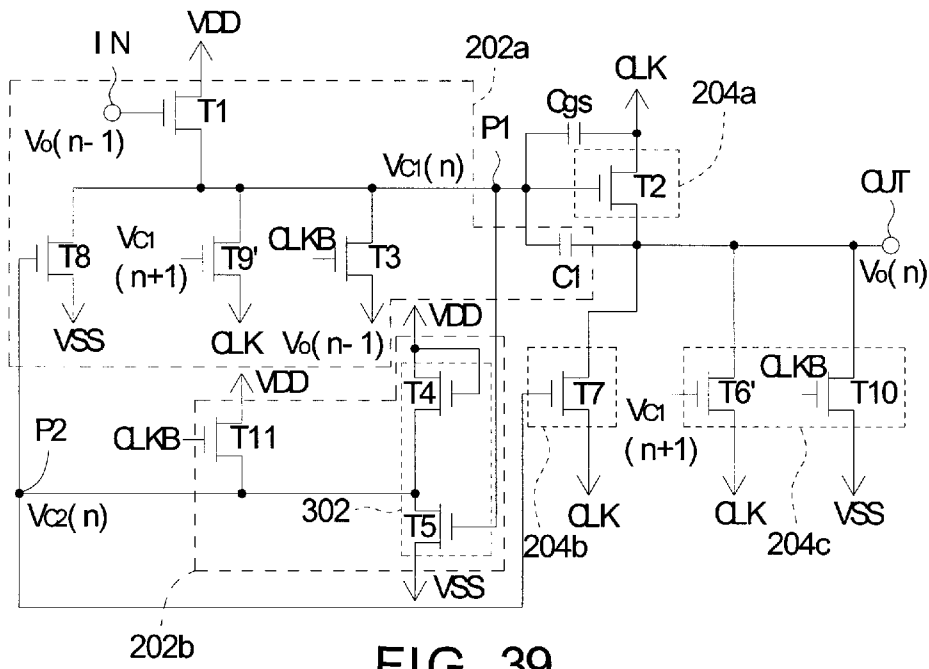 IN
VDD
202a
T1
Vo(n-1)
P1
Cgs
CLK
204a
VC1(n)
T2
OUT
T8
VC1
(n+1)
T9'
CLKB
T3
C1
Vo(n)
VSS
CLK
Vo(n-1)
VDD
VDD
T4
T7
CLKB
T10
T6'
P2
CLKB
T11
VC1
(n+1)
VC2(n)
302
T5
CLK
204b
CLK
204c
VSS
VSS
202b
FIG. 39